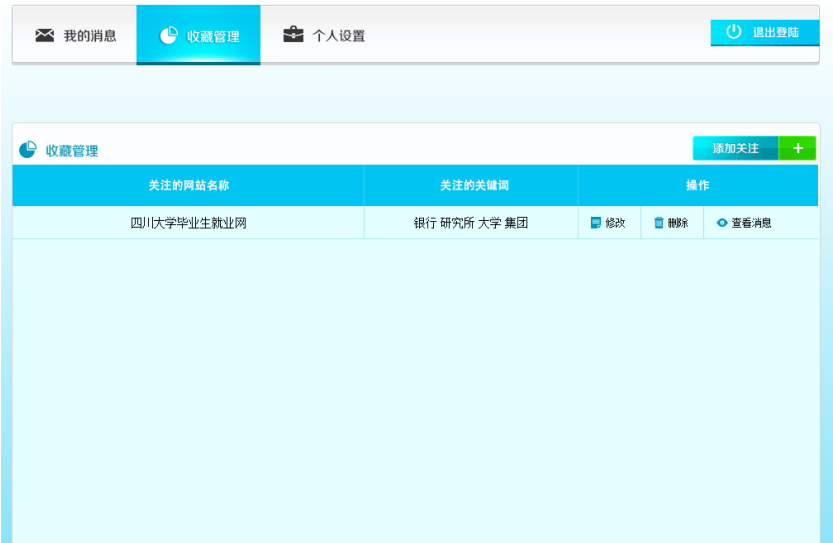 我的消息 收藏管理 个人设置 退出登陆
收藏管理 添加关注 +
关注的网站名称 关注的关键词 操作
四川大学毕业生就业网 银行 研究所 大学 集团 修改 删除 查看消息